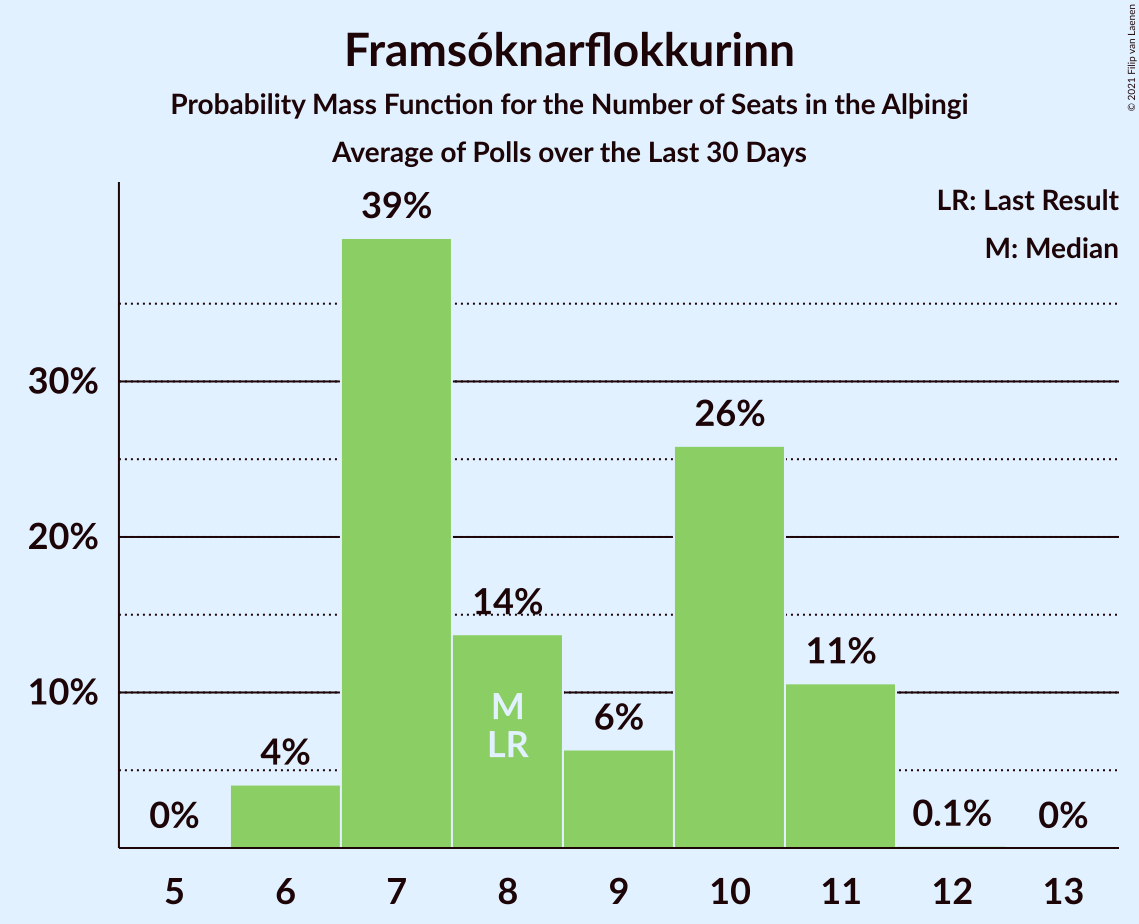 Framsóknarflokkurinn
Probability Mass Function for the Number of Seats in the Alþingi
Average of Polls over the Last 30 Days
© 2021 Filip van Laenen
LR: Last Result
M: Median
39%
30%
26%
20%
14%
11%
10%
M
LR
6%
4%
0%
0.1%
0%
5 6 7 8 9 10 11 12 13